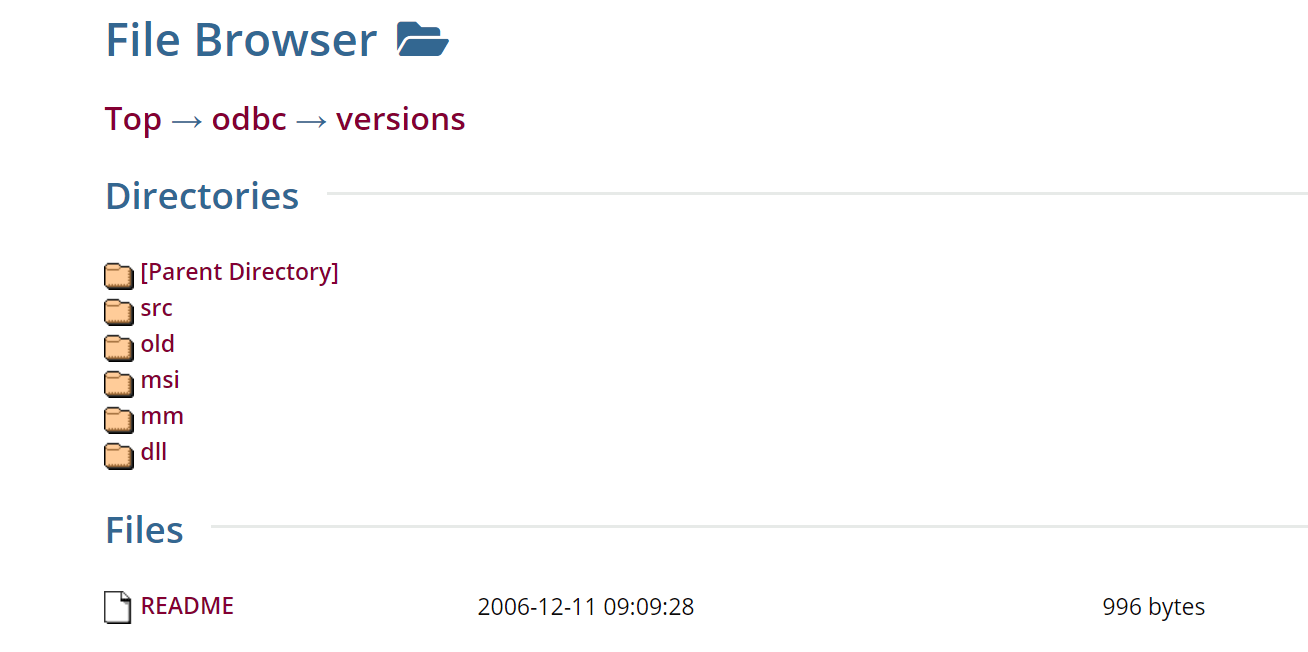 File Browser
Top → odbc → versions
Directories
[Parent Directory]
src
old
msi
mm
dll
Files
README 2006-12-11 09:09:28 996 bytes